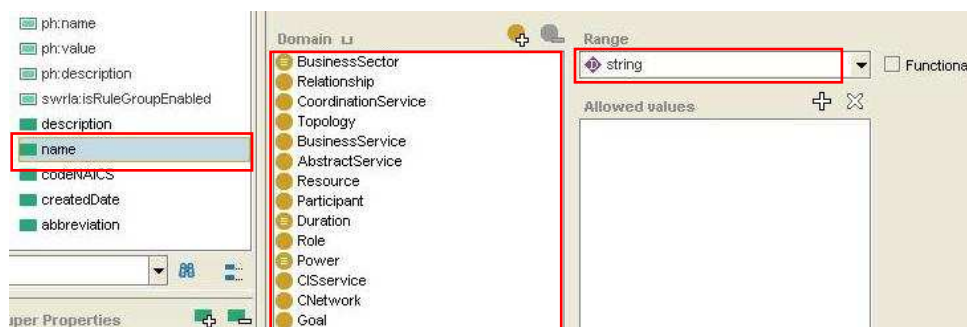 ph:name
ph:value
ph:description
swrla:isRuleGroupEnabled
description
name
codeNAICS
createdDate
abbreviation
uper Properties
Domain ⊔
BusinessSector
Relationship
CoordinationService
Topology
BusinessService
AbstractService
Resource
Participant
Duration
Role
Power
CISservice
CNetwork
Goal
Range
string
Functiona
Allowed values